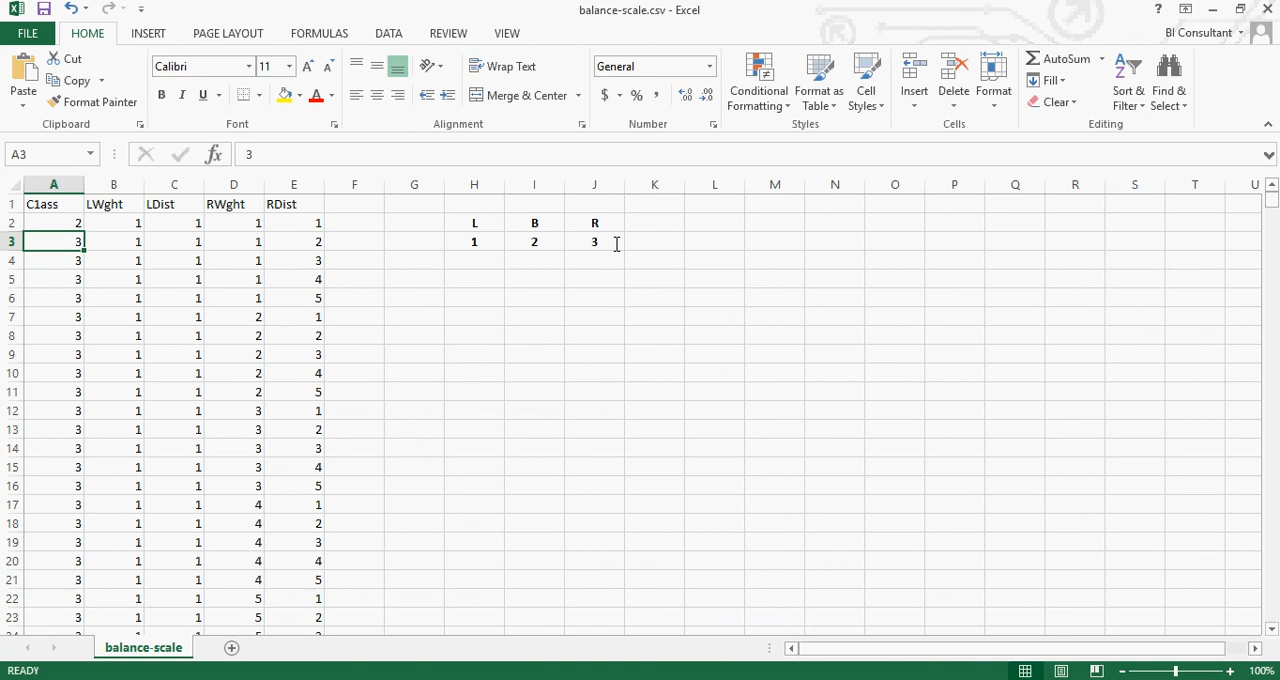 balance-scale.csv - Excel
?
FILE HOME INSERT PAGE LAYOUT FORMULAS DATA REVIEW VIEW
BI Consultant
Paste
Cut
Copy
Format Painter
Clipboard
Calibri 11
A A
B I U A
Font
Wrap Text
Merge & Center
Alignment
General
$ % ,
Number
Conditional Formatting
Format as Table
Cell Styles
Styles
Insert
Delete
Format
Cells
AutoSum
Fill
Clear
Sort & Filter
Find & Select
Editing
A3 fx 3
A B C D E F G H I J K L M N O P Q R S T U
1 C1ass LWght LDist RWght RDist
2 2 1 1 1 1 L B R
3 3 1 1 1 2 1 2 3
4 3 1 1 1 3
5 3 1 1 1 4
6 3 1 1 1 5
7 3 1 1 2 1
8 3 1 1 2 2
9 3 1 1 2 3
10 3 1 1 2 4
11 3 1 1 2 5
12 3 1 1 3 1
13 3 1 1 3 2
14 3 1 1 3 3
15 3 1 1 3 4
16 3 1 1 3 5
17 3 1 1 4 1
18 3 1 1 4 2
19 3 1 1 4 3
20 3 1 1 4 4
21 3 1 1 4 5
22 3 1 1 5 1
23 3 1 1 5 2
balance-scale
READY
100%